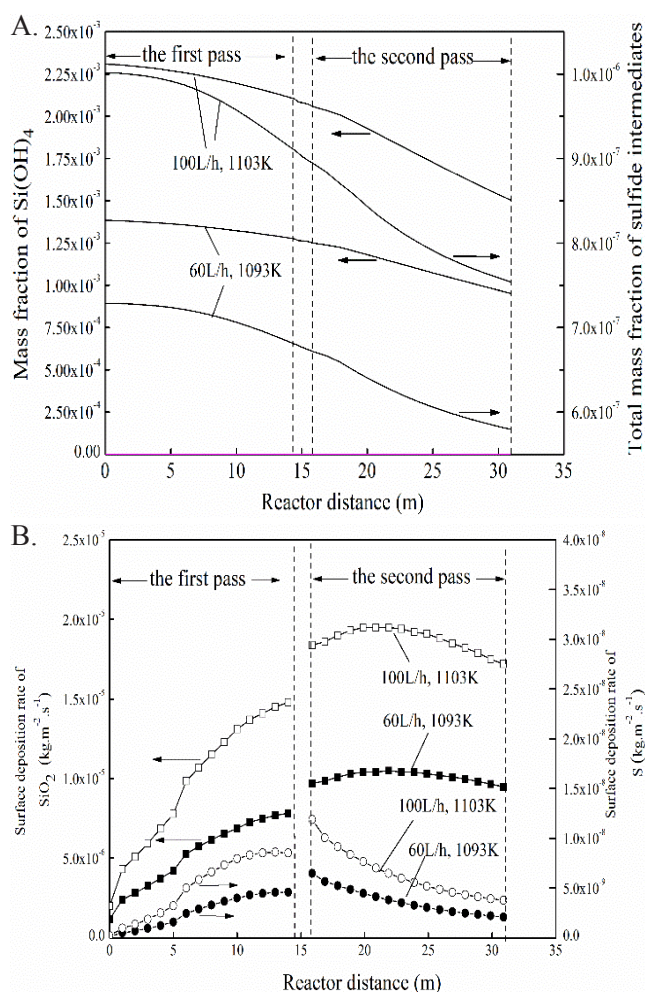 A.
2.50x10⁻³
2.25x10⁻³
2.00x10⁻³
1.75x10⁻³
1.50x10⁻³
1.25x10⁻³
1.00x10⁻³
7.50x10⁻⁴
5.00x10⁻⁴
2.50x10⁻⁴
0.00
Mass fraction of Si(OH)₄
the first pass
the second pass
100L/h, 1103K
60L/h, 1093K
1.0x10⁻⁶
9.0x10⁻⁷
8.0x10⁻⁷
7.0x10⁻⁷
6.0x10⁻⁷
Total mass fraction of sulfide intermediates
0 5 10 15 20 25 30 35
Reactor distance (m)
B.
2.5x10⁻⁵
2.0x10⁻⁵
1.5x10⁻⁵
1.0x10⁻⁵
5.0x10⁻⁶
0.0
Surface deposition rate of
SiO₂ (kg.m⁻².s⁻¹)
the first pass
the second pass
100L/h, 1103K
60L/h, 1093K
100L/h, 1103K
60L/h, 1093K
4.0x10⁻⁸
3.5x10⁻⁸
3.0x10⁻⁸
2.5x10⁻⁸
2.0x10⁻⁸
1.5x10⁻⁸
1.0x10⁻⁸
5.0x10⁻⁹
0.0
Surface deposition rate of
S (kg.m⁻².s⁻¹)
0 5 10 15 20 25 30 35
Reactor distance (m)